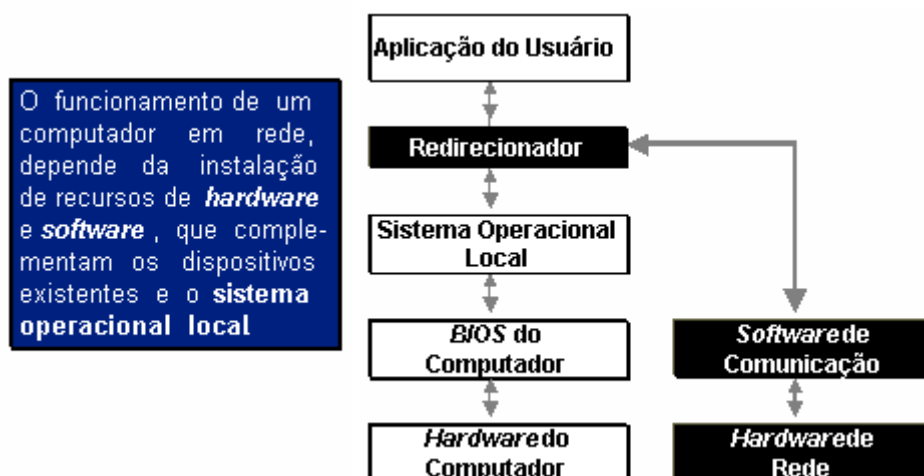 Aplicação do Usuário
O funcionamento de um
computador em rede,
depende da instalação
de recursos de hardware
e software , que comple-
mentam os dispositivos
existentes e o sistema
operacional local
Redirecionador
Sistema Operacional
Local
BIOS do
Computador
Software de
Comunicação
Hardware do
Computador
Hardware de
Rede